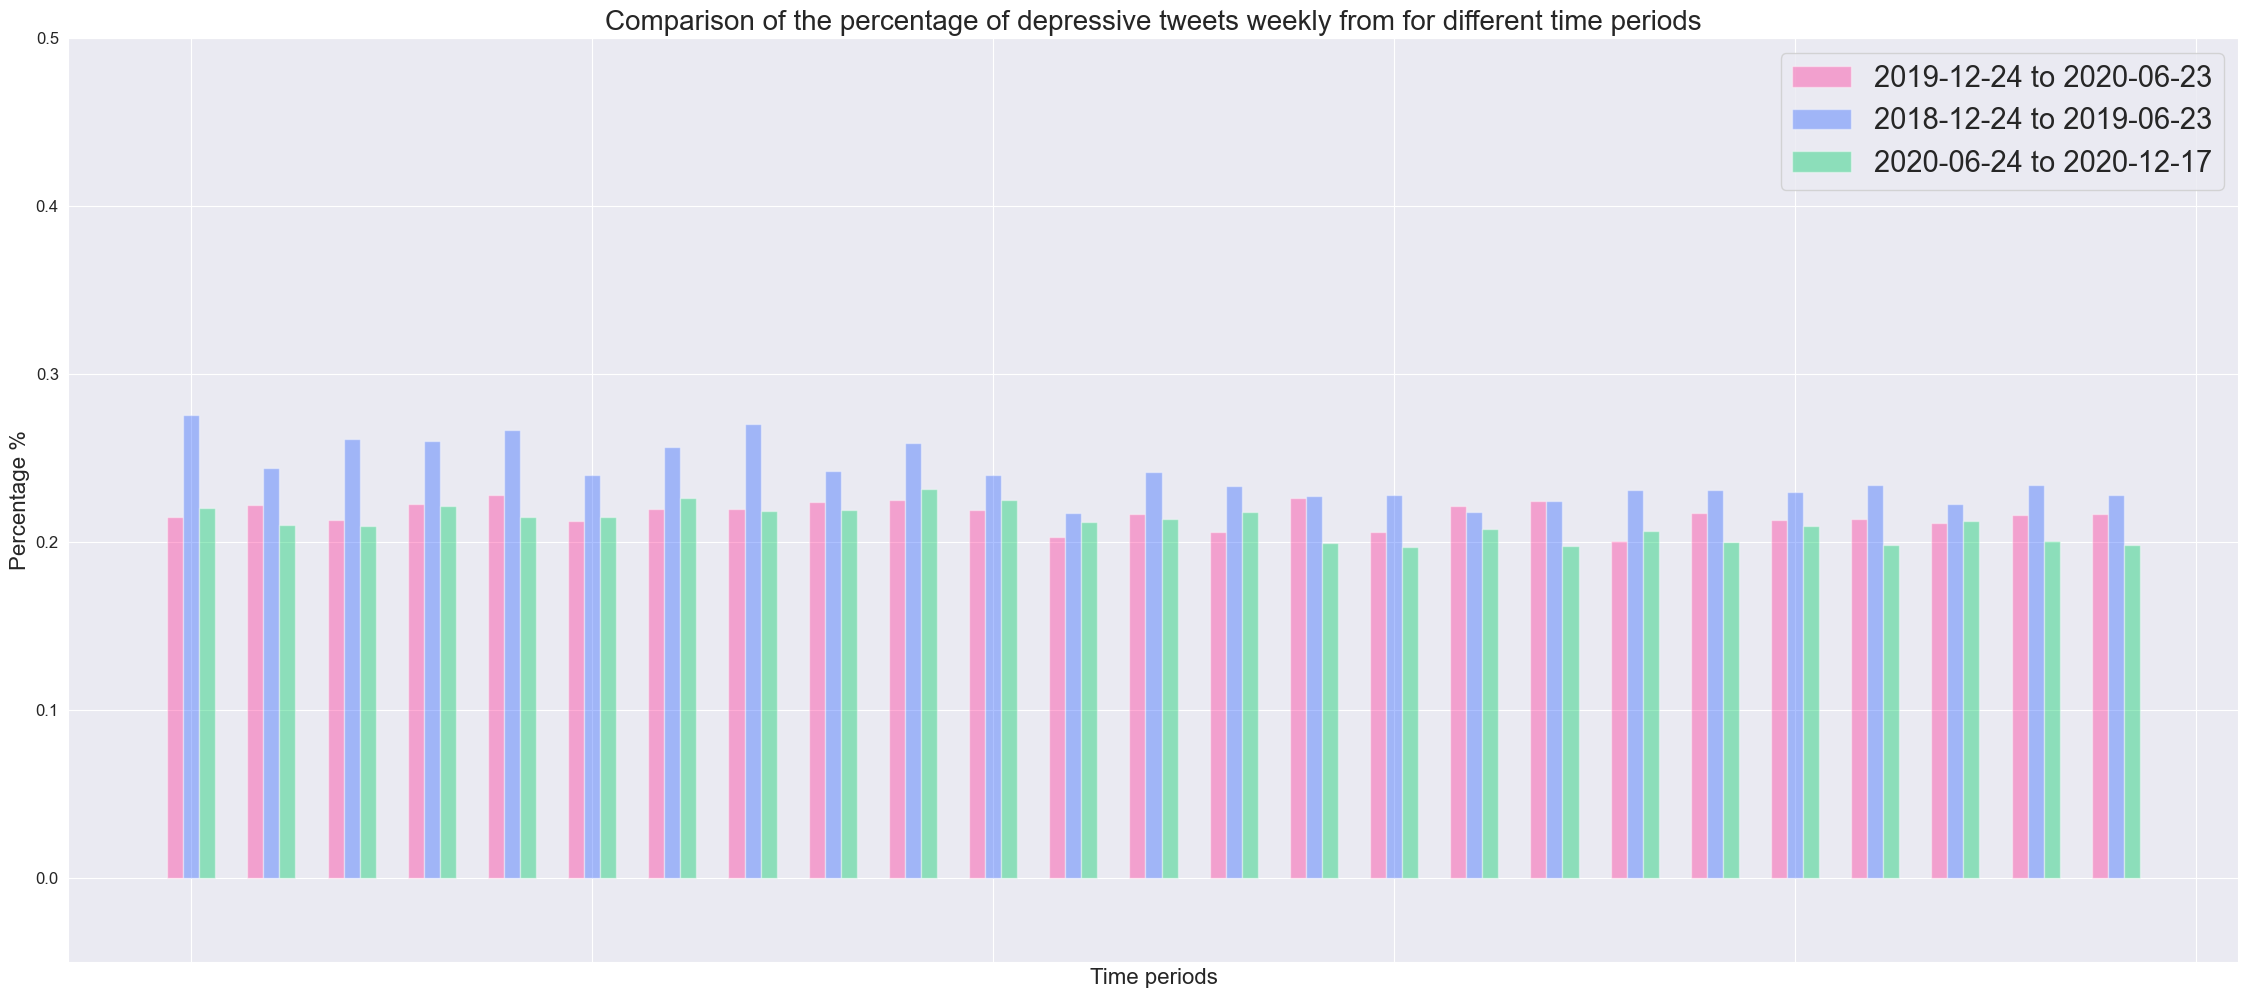 Comparison of the percentage of depressive tweets weekly from for different time periods
0.5
2019-12-24 to 2020-06-23
2018-12-24 to 2019-06-23
2020-06-24 to 2020-12-17
0.4
0.3
Percentage %
0.2
0.1
0.0
Time periods